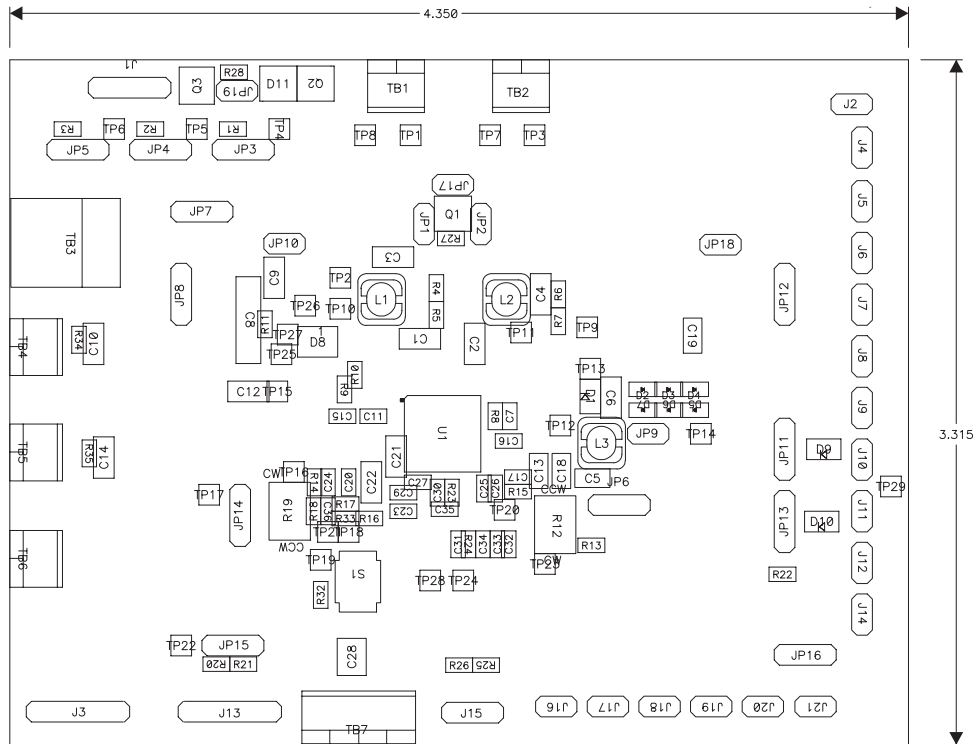 4.350
J1
Q3
R28
JP19
D11
Q2
TB1
TB2
J2
R3
TP6
R2
TP5
R1
TP4
TP8
TP1
TP7
TP3
JP5
JP4
JP3
J4
JP17
J5
JP7
JP1
Q1
JP2
TB3
R27
JP10
JP18
J6
C3
C9
TP2
R4
C4
R6
JP8
L1
L2
JP12
TP26
TP10
J7
C8
R11
R5
R7
TP27
1
D8
C1
C2
TP11
TP9
C19
TB4
R34
C10
TP25
J8
R10
TP13
C12
TP15
R9
D1
C6
D2
D3
D4
D7
D6
D5
J9
C15
C11
R8
C7
TP12
JP9
TP14
U1
C16
L3
3.315
TB5
R35
C14
C21
JP11
D9
J10
CW
TP16
R14
C24
C20
C22
C27
C17
C13
C18
C5
C29
C30
R23
C25
C26
R15
CCW
JP6
TP29
TP17
JP14
R19
R18
C36
R17
R33
R16
C23
C35
TP20
R12
JP13
D10
J11
TP21
TP18
CCW
C31
R24
C34
C33
C32
R13
TB6
TP19
S1
CW
TP23
J12
R32
TP28
TP24
R22
J14
TP22
JP15
C28
JP16
R20
R21
R26
R25
J3
J13
TB7
J15
J16
J17
J18
J19
J20
J21